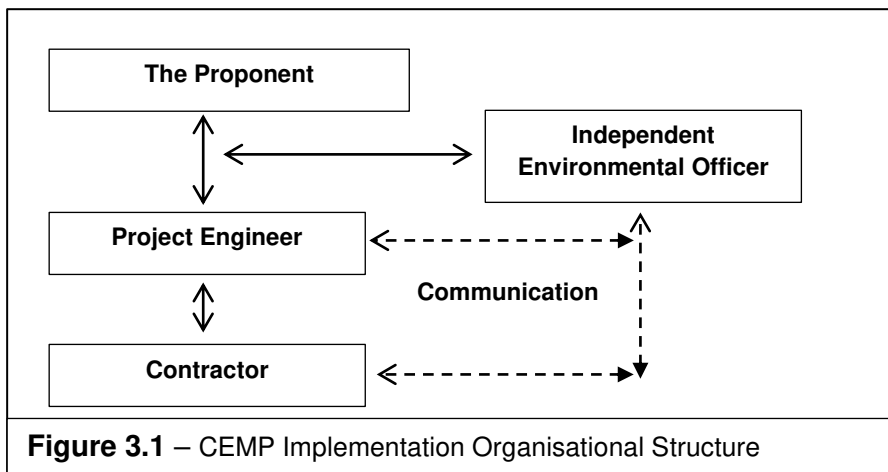 The Proponent
Independent
Environmental Officer
Project Engineer
Communication
Contractor
Figure 3.1 – CEMP Implementation Organisational Structure